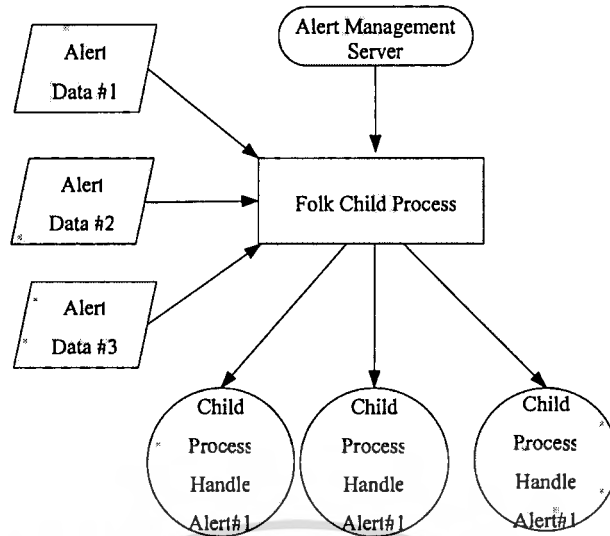 Alert
Data #1
Alert Management
Server
Alert
Data #2
Folk Child Process
Alert
Data #3
Child
Process
Handle
Alert#1
Child
Process
Handle
Alert#1
Child
Process
Handle
Alert#1